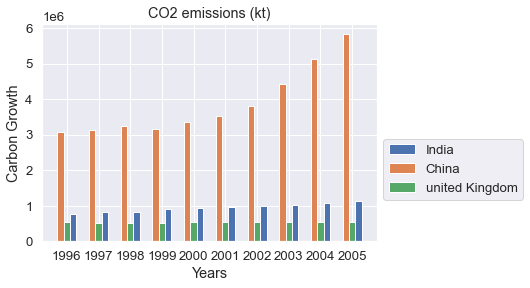 CO2 emissions (kt)
1e6
6
5
4
3
2
1
0
Carbon Growth
1996 1997 1998 1999 2000 2001 2002 2003 2004 2005
Years
India
China
united Kingdom